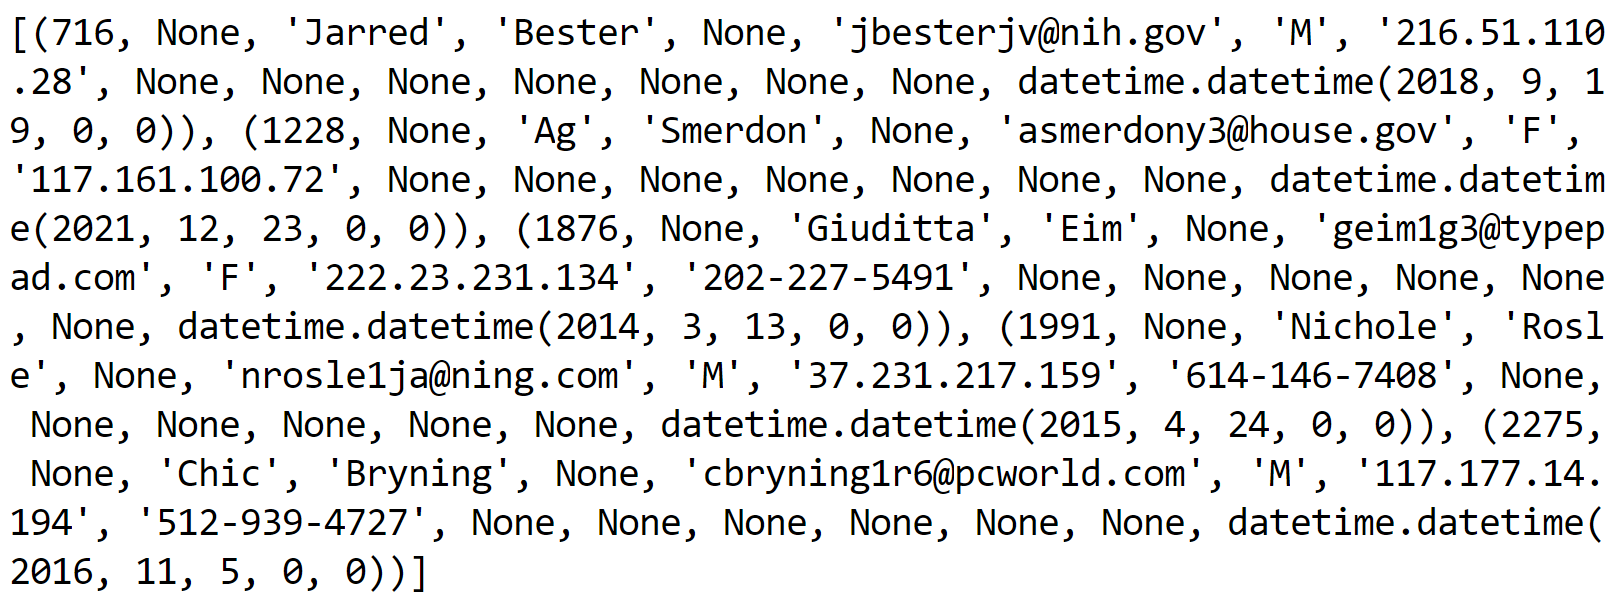 [(716, None, 'Jarred', 'Bester', None, 'jbesterjv@nih.gov', 'M', '216.51.110
.28', None, None, None, None, None, None, None, datetime.datetime(2018, 9, 1
9, 0, 0)), (1228, None, 'Ag', 'Smerdon', None, 'asmerdony3@house.gov', 'F',
'117.161.100.72', None, None, None, None, None, None, None, datetime.datetim
e(2021, 12, 23, 0, 0)), (1876, None, 'Giuditta', 'Eim', None, 'geim1g3@typep
ad.com', 'F', '222.23.231.134', '202-227-5491', None, None, None, None, None
, None, datetime.datetime(2014, 3, 13, 0, 0)), (1991, None, 'Nichole', 'Rosl
e', None, 'nrosle1ja@ning.com', 'M', '37.231.217.159', '614-146-7408', None,
 None, None, None, None, None, datetime.datetime(2015, 4, 24, 0, 0)), (2275,
 None, 'Chic', 'Bryning', None, 'cbryning1r6@pcworld.com', 'M', '117.177.14.
194', '512-939-4727', None, None, None, None, None, None, datetime.datetime(
2016, 11, 5, 0, 0))]